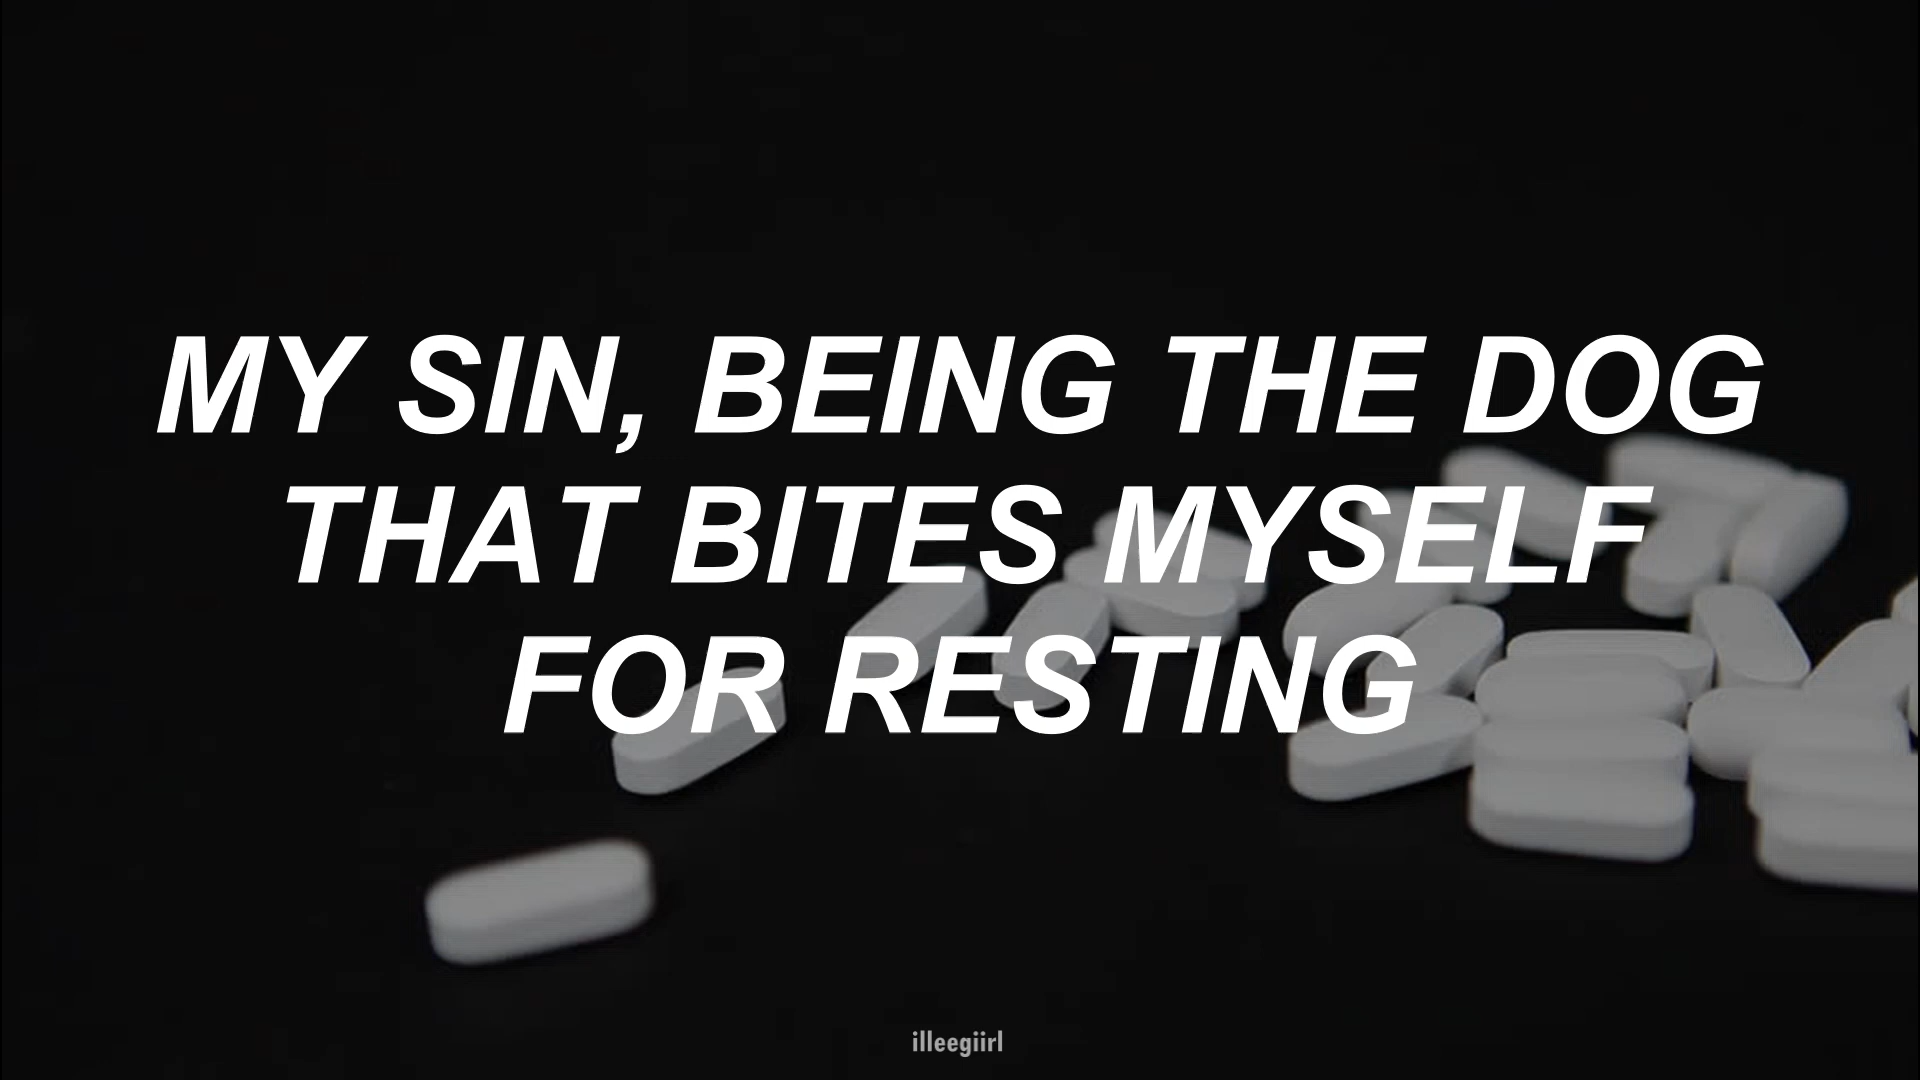 MY SIN, BEING THE DOG
THAT BITES MYSELF
FOR RESTING
illeegiirl